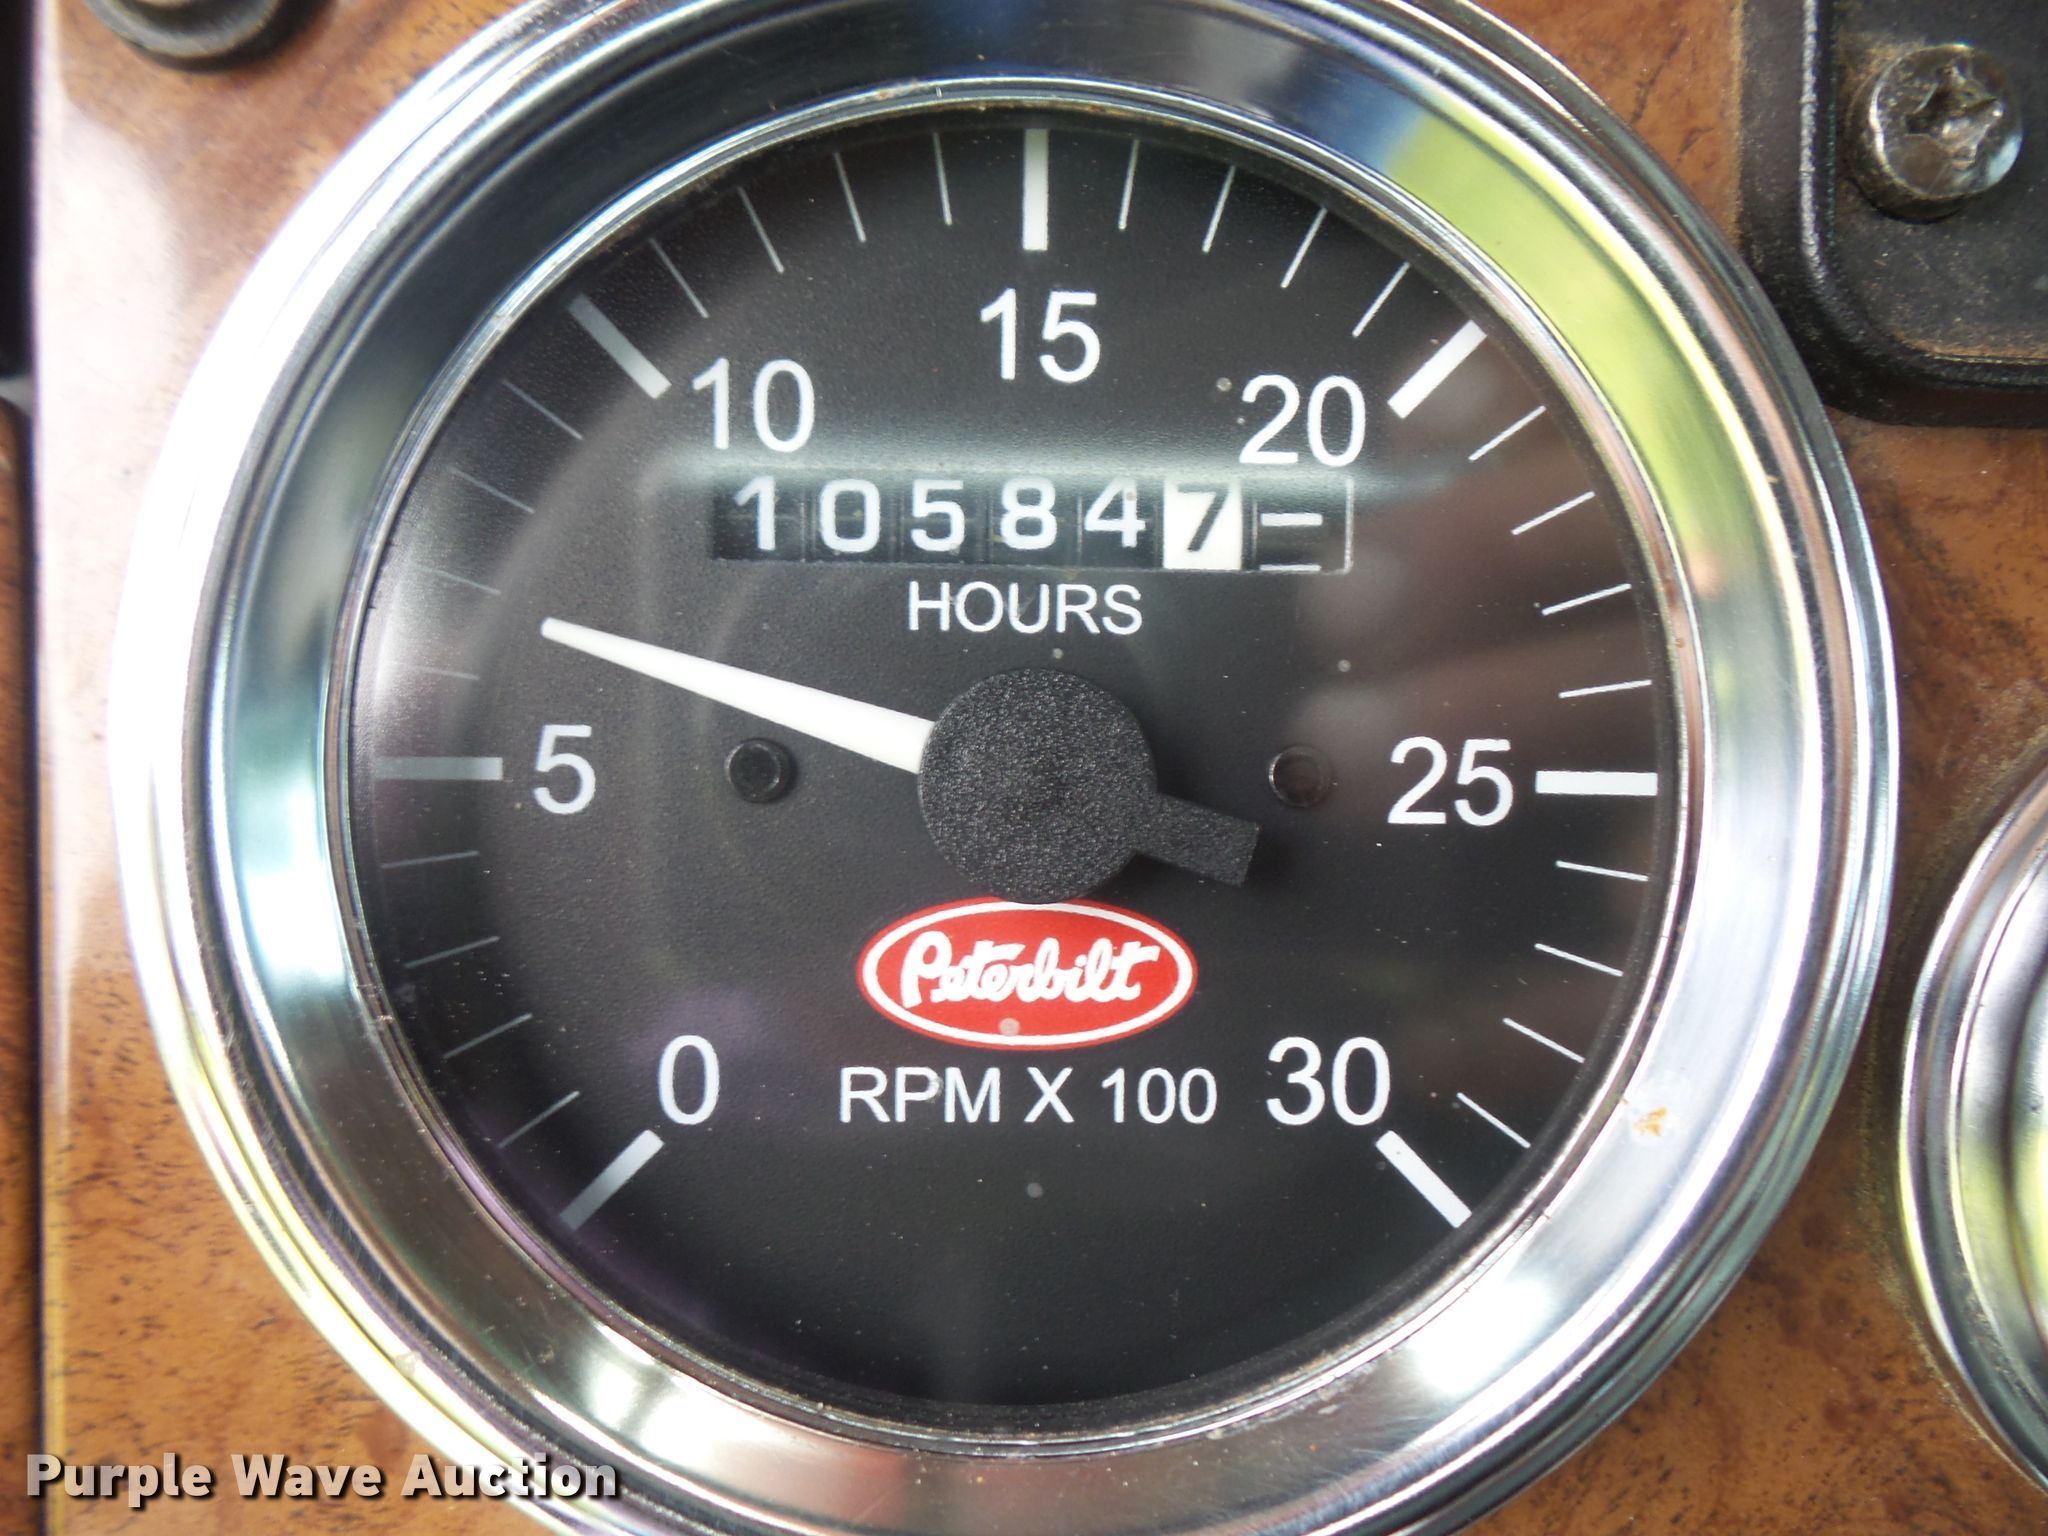 15
10 20
105847
HOURS
5 25
Peterbilt
0 RPM X 100 30
Purple Wave Auction